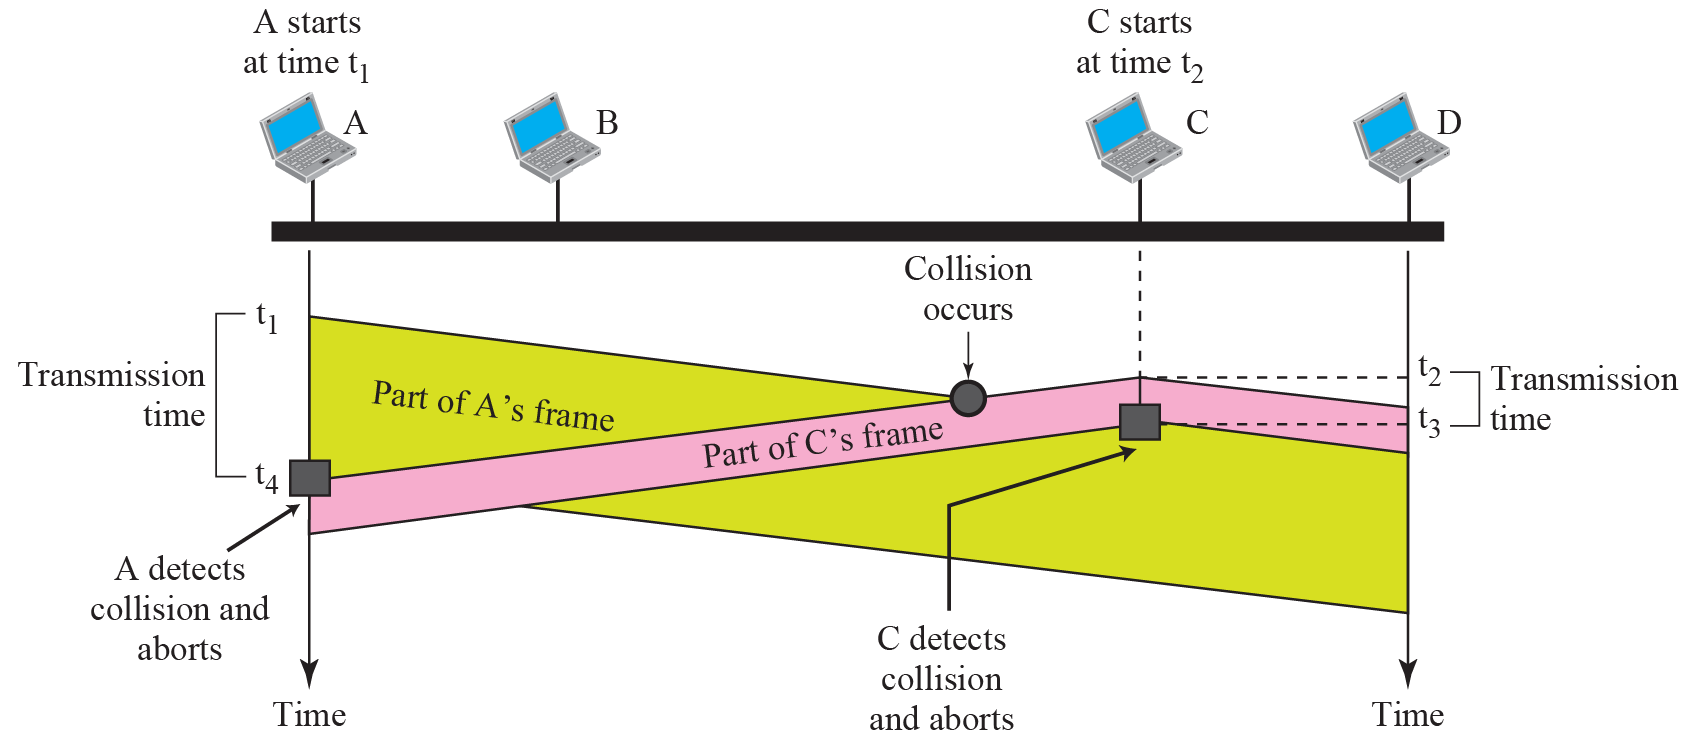 A starts
at time t₁
C starts
at time t₂
A
B
C
D
Collision
occurs
t₁
t₂
Transmission
time
Transmission
time
Part of A's frame
Part of C's frame
t₃
t₄
A detects
collision and
aborts
C detects
collision
and aborts
Time
Time